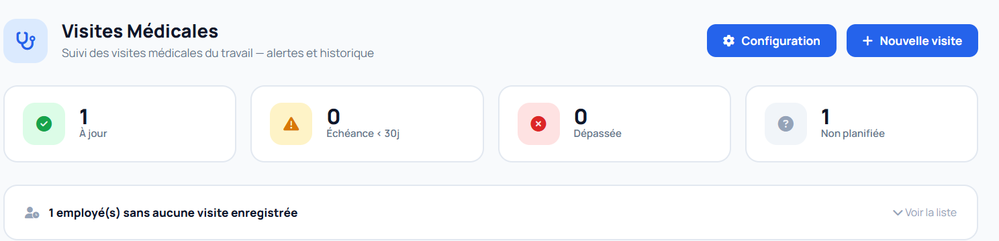 Visites Médicales
Suivi des visites médicales du travail — alertes et historique
Configuration
Nouvelle visite
1
À jour
0
Échéance < 30j
0
Dépassée
1
Non planifiée
1 employé(s) sans aucune visite enregistrée
Voir la liste